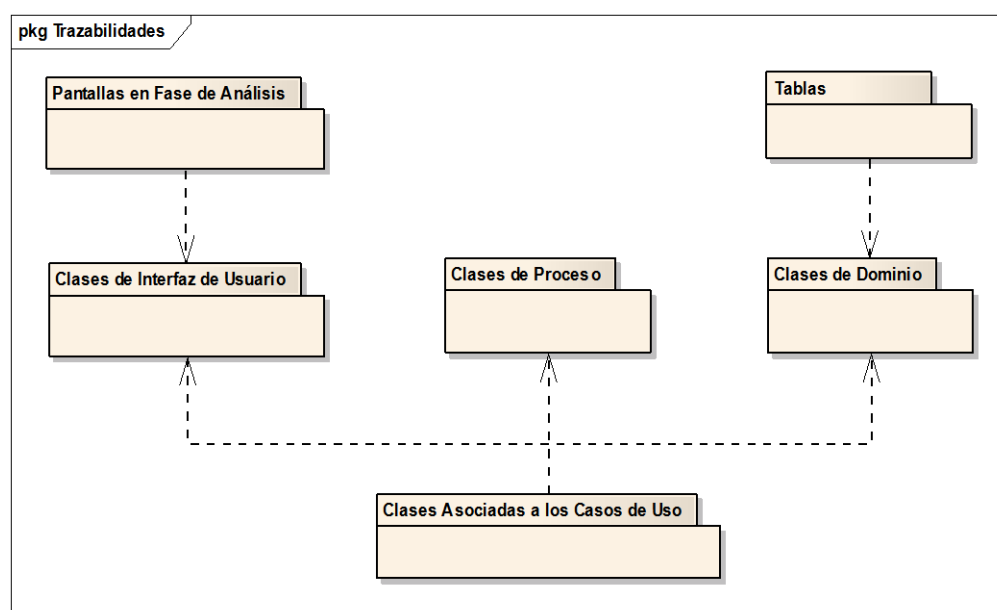 pkg Trazabilidades
Pantallas en Fase de Análisis
Tablas
Clases de Interfaz de Usuario
Clases de Proceso
Clases de Dominio
Clases Asociadas a los Casos de Uso